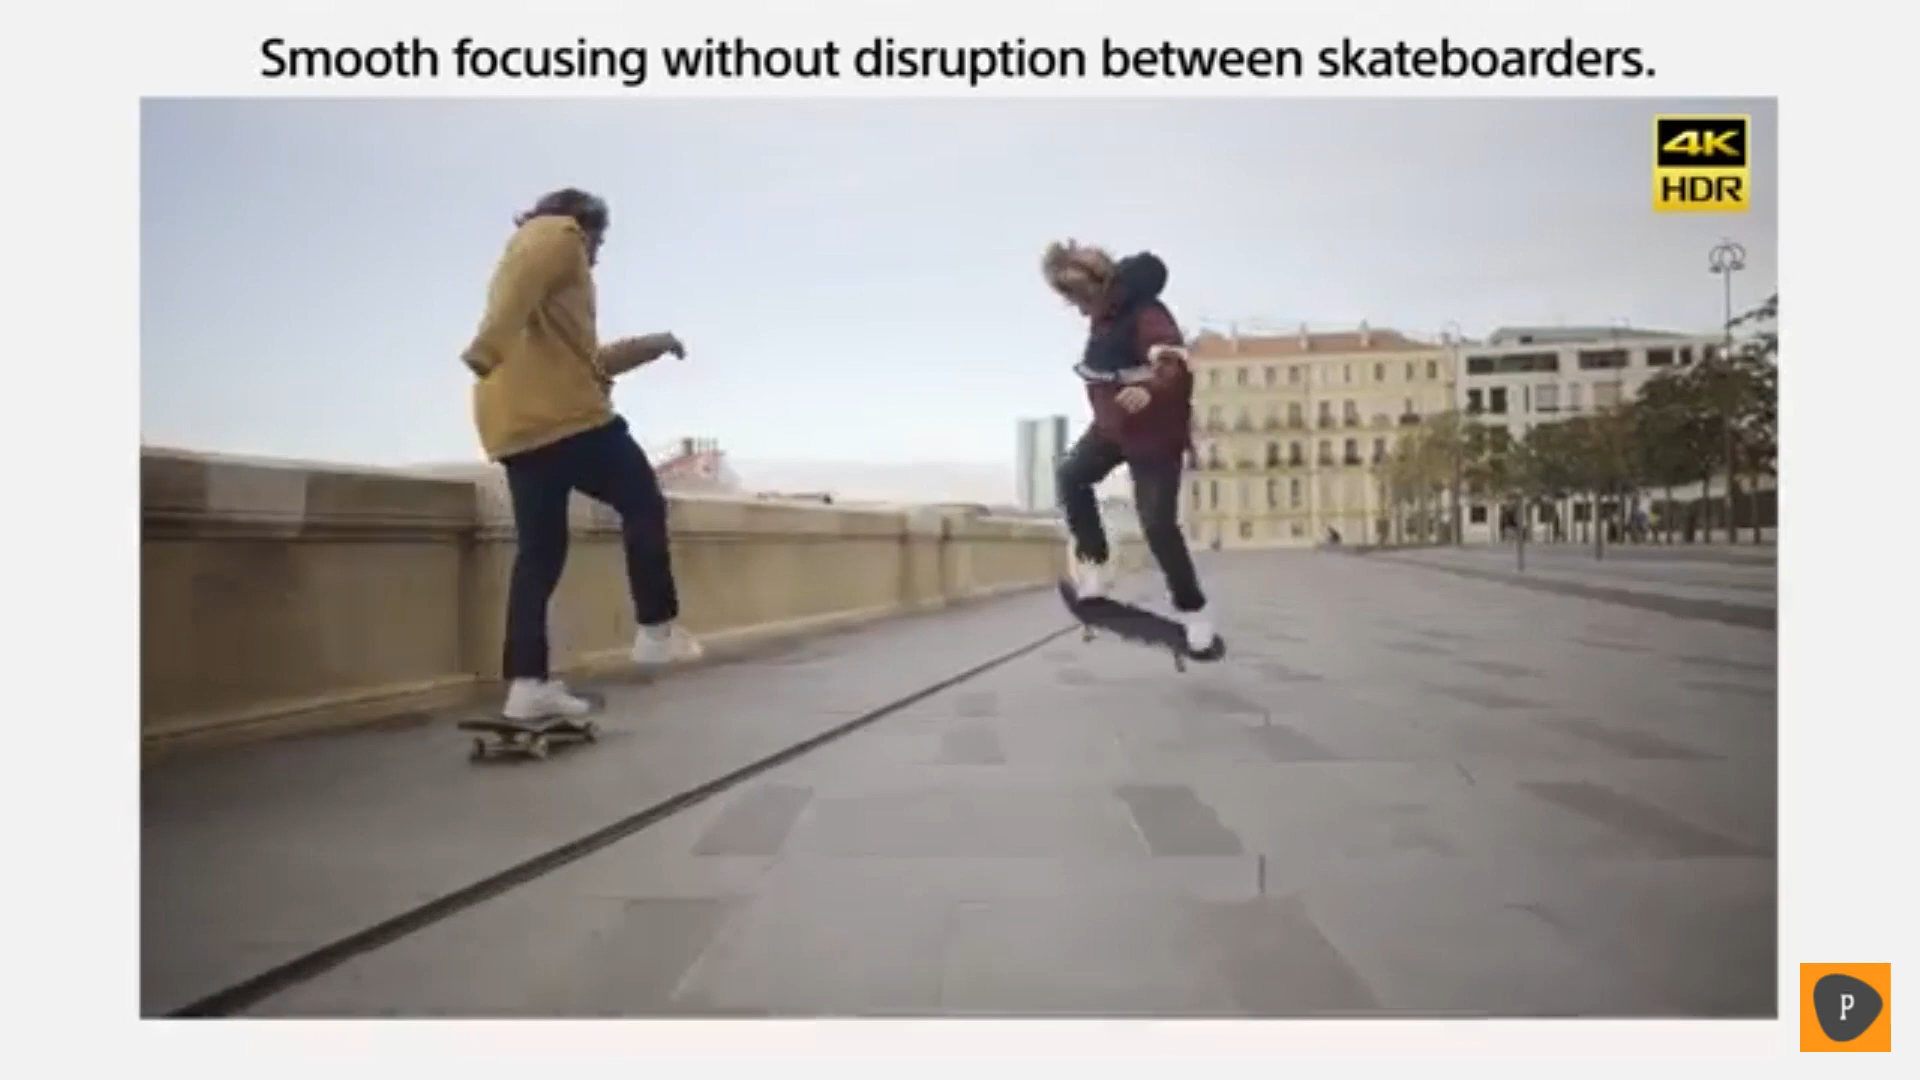 Smooth focusing without disruption between skateboarders.
4K
HDR
P